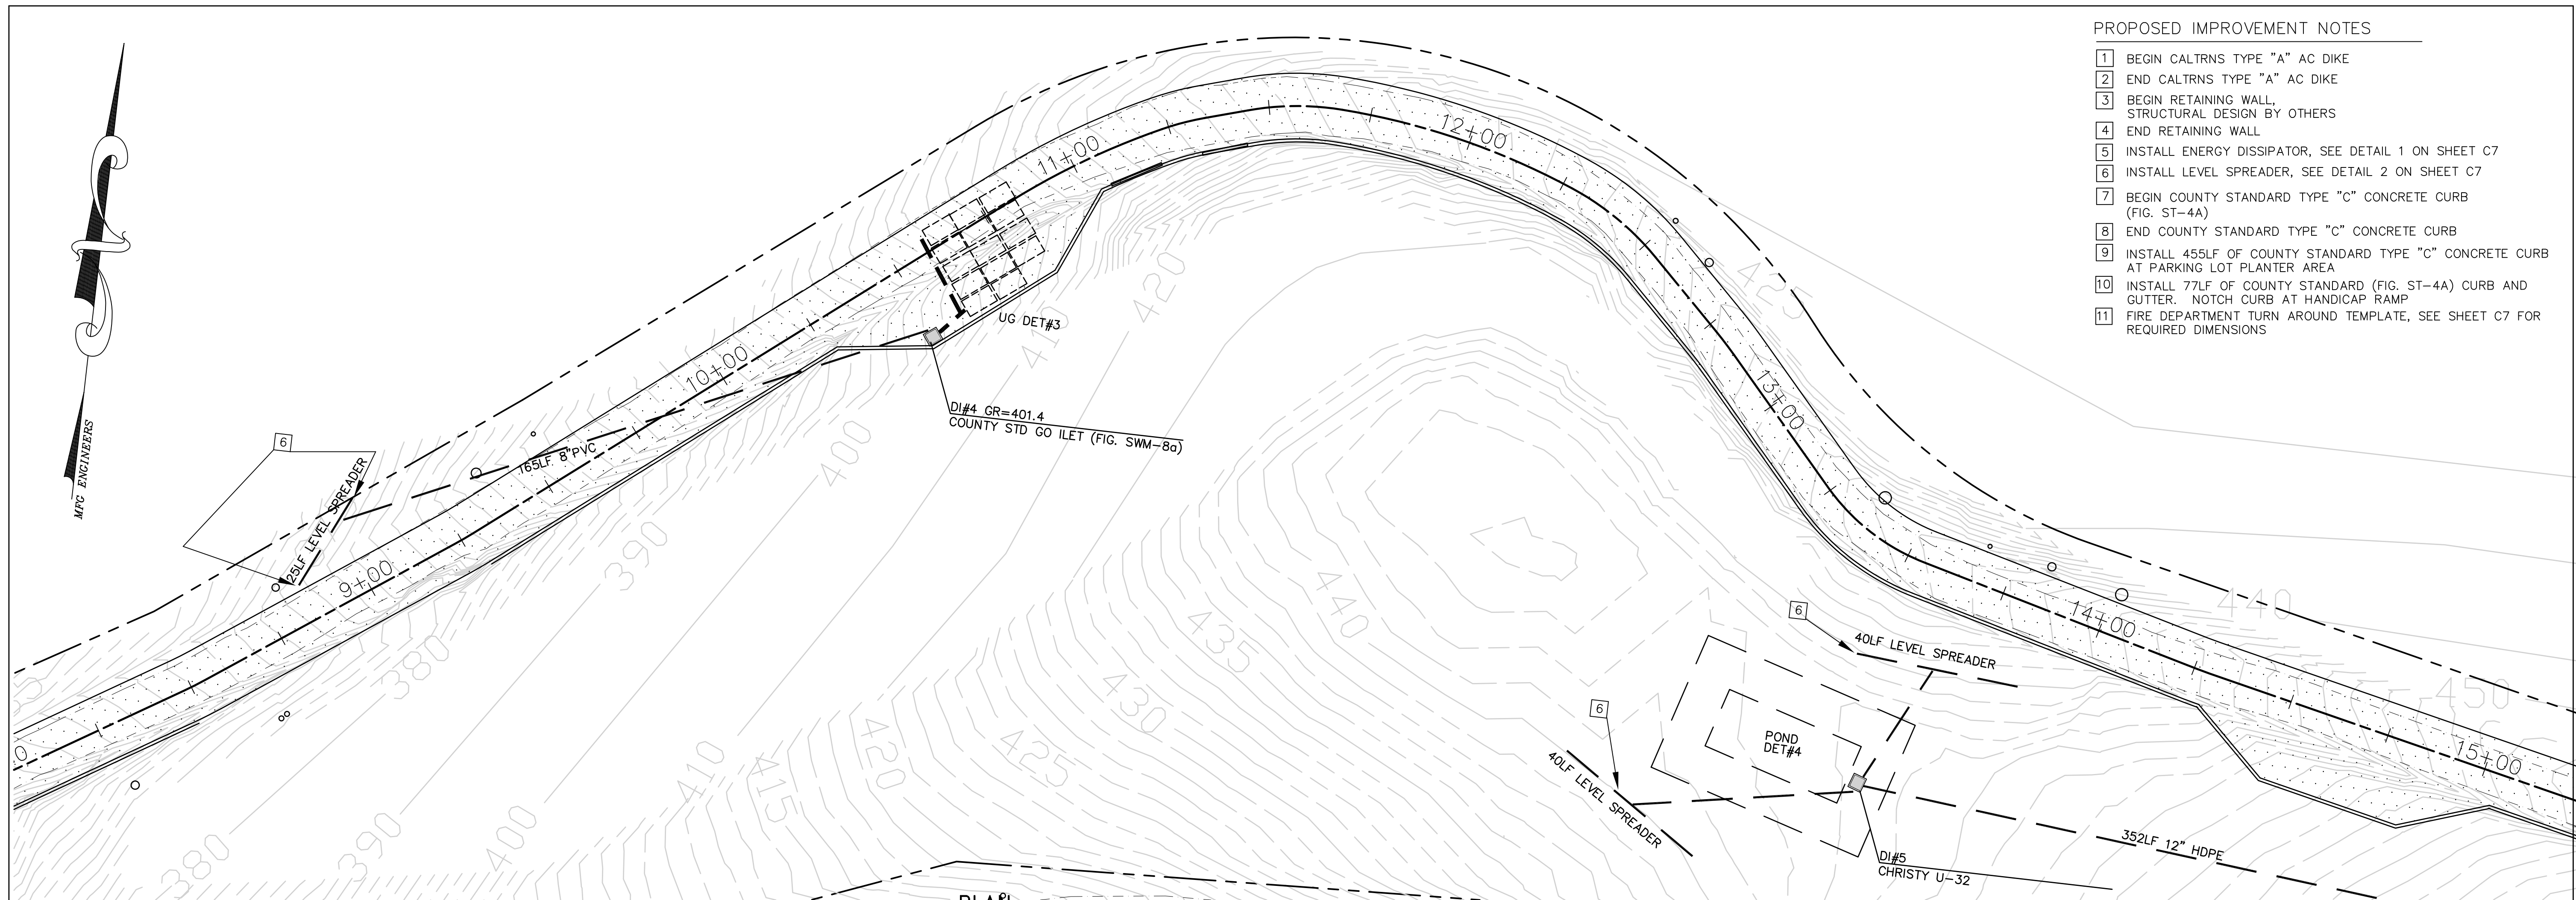 PROPOSED IMPROVEMENT NOTES
1 BEGIN CALTRNS TYPE "A" AC DIKE
2 END CALTRNS TYPE "A" AC DIKE
3 BEGIN RETAINING WALL,
STRUCTURAL DESIGN BY OTHERS
4 END RETAINING WALL
5 INSTALL ENERGY DISSIPATOR, SEE DETAIL 1 ON SHEET C7
6 INSTALL LEVEL SPREADER, SEE DETAIL 2 ON SHEET C7
7 BEGIN COUNTY STANDARD TYPE "C" CONCRETE CURB
(FIG. ST-4A)
8 END COUNTY STANDARD TYPE "C" CONCRETE CURB
9 INSTALL 455LF OF COUNTY STANDARD TYPE "C" CONCRETE CURB
AT PARKING LOT PLANTER AREA
10 INSTALL 77LF OF COUNTY STANDARD (FIG. ST-4A) CURB AND
GUTTER. NOTCH CURB AT HANDICAP RAMP
11 FIRE DEPARTMENT TURN AROUND TEMPLATE, SEE SHEET C7 FOR
REQUIRED DIMENSIONS
MFG ENGINEERS
12+00
11+00
420
425
410
UG DET#3
10+00
13+00
DI#4 GR=401.4
COUNTY STD GO ILET (FIG. SWM-8a)
400
6
165LF 8"PVC
25LF LEVEL SPREADER
9+00
390
380
440
435
430
425
420
415
410
400
390
380
6
40LF LEVEL SPREADER
14+00
440
450
15+00
6
40LF LEVEL SPREADER
POND
DET#4
352LF 12" HDPE
DI#5
CHRISTY U-32
0